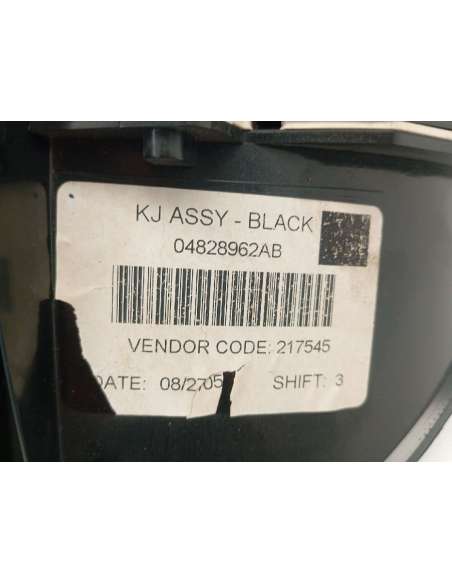 KJ ASSY - BLACK
04828962AB
VENDOR CODE: 217545
DATE: 08/2705 SHIFT: 3